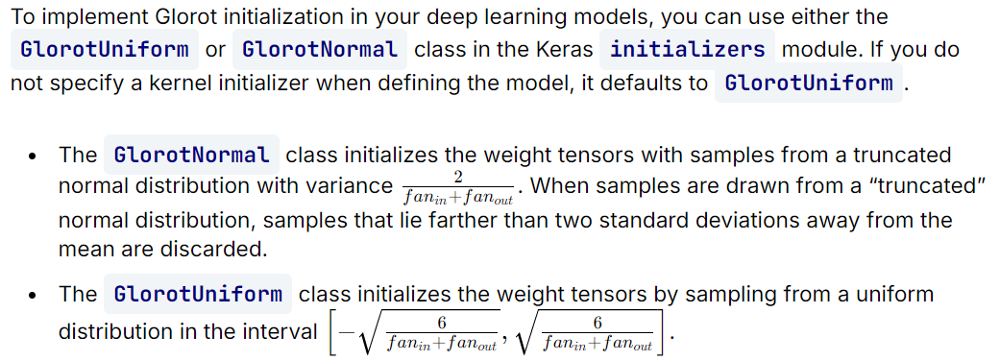 To implement Glorot initialization in your deep learning models, you can use either the
GlorotUniform or GlorotNormal class in the Keras initializers module. If you do
not specify a kernel initializer when defining the model, it defaults to GlorotUniform .
• The GlorotNormal class initializes the weight tensors with samples from a truncated
normal distribution with variance \frac{2}{fan_{in}+fan_{out}}. When samples are drawn from a “truncated”
normal distribution, samples that lie farther than two standard deviations away from the
mean are discarded.
• The GlorotUniform class initializes the weight tensors by sampling from a uniform
distribution in the interval \left[-\sqrt{\frac{6}{fan_{in}+fan_{out}}}, \sqrt{\frac{6}{fan_{in}+fan_{out}}}\right].